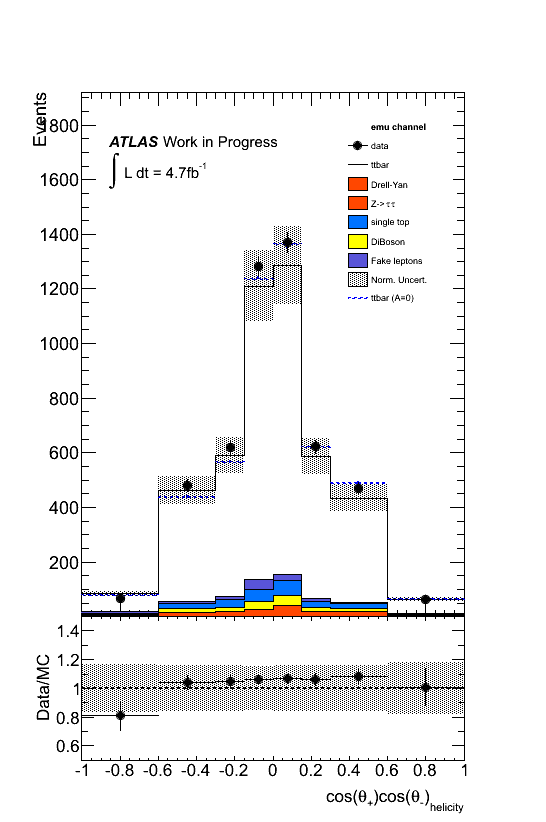 Events
1800
1600
1400
1200
1000
800
600
400
200
ATLAS Work in Progress
∫ L dt = 4.7fb⁻¹
emu channel
data
ttbar
Drell-Yan
Z->ττ
single top
DiBoson
Fake leptons
Norm. Uncert.
ttbar (A=0)
Data/MC
1.4
1.2
1
0.8
0.6
-1 -0.8 -0.6 -0.4 -0.2 0 0.2 0.4 0.6 0.8 1
cos(θ₊)cos(θ₋)helicity